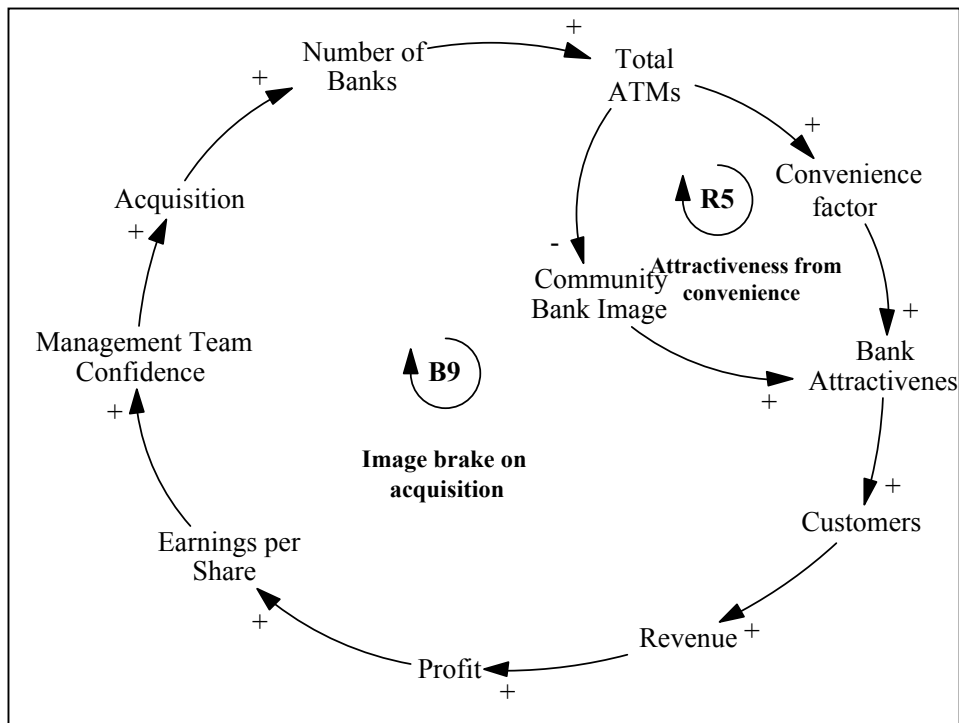 +
Number of
Banks
Total
ATMs
+
+
Convenience
factor
Acquisition
+
R5
-
Community
Bank Image
Attractiveness from
convenience
+
Bank
Attractivenes
+
Management Team
Confidence
+
B9
Image brake on
acquisition
+
Customers
Earnings per
Share
+
Revenue
+
Profit
+